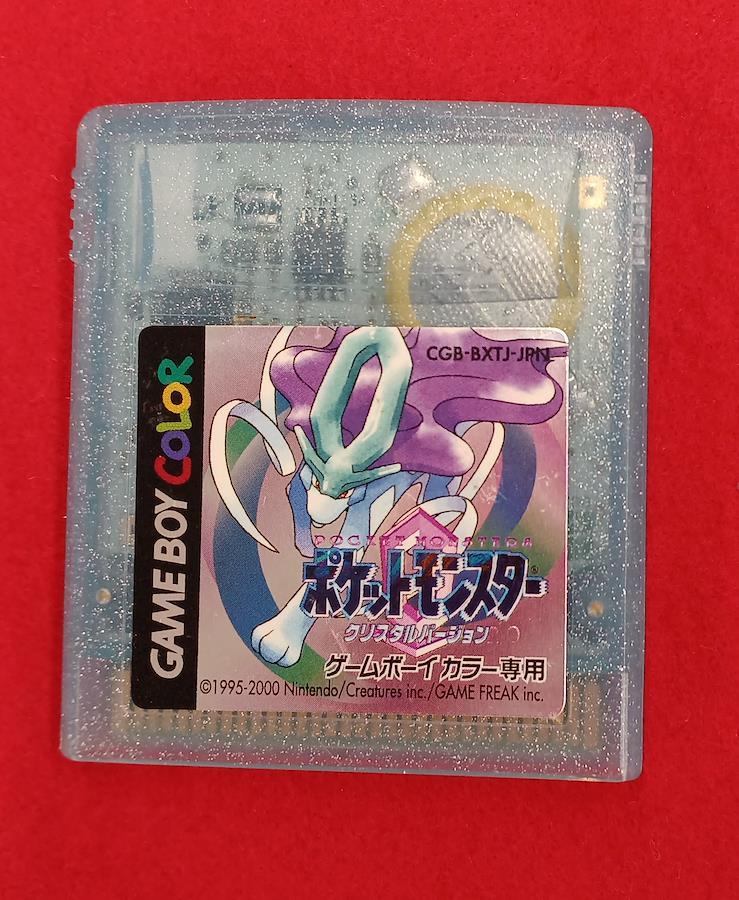 CGB-BXTJ-JPN
GAME BOY COLOR
POCKET MONSTERS
ポケットモンスター
クリスタルバージョン
ゲームボーイカラー専用
©1995-2000 Nintendo/Creatures inc./GAME FREAK inc.